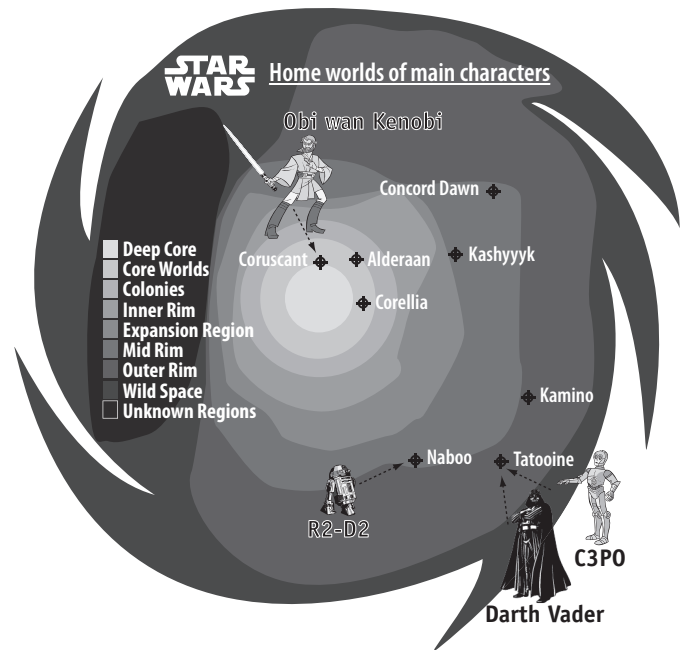 STAR
WARS
Home worlds of main characters
Obi wan Kenobi
Concord Dawn
Coruscant
Alderaan
Kashyyyk
Corellia
Deep Core
Core Worlds
Colonies
Inner Rim
Expansion Region
Mid Rim
Outer Rim
Wild Space
Unknown Regions
Kamino
Naboo
Tatooine
R2-D2
C3PO
Darth Vader